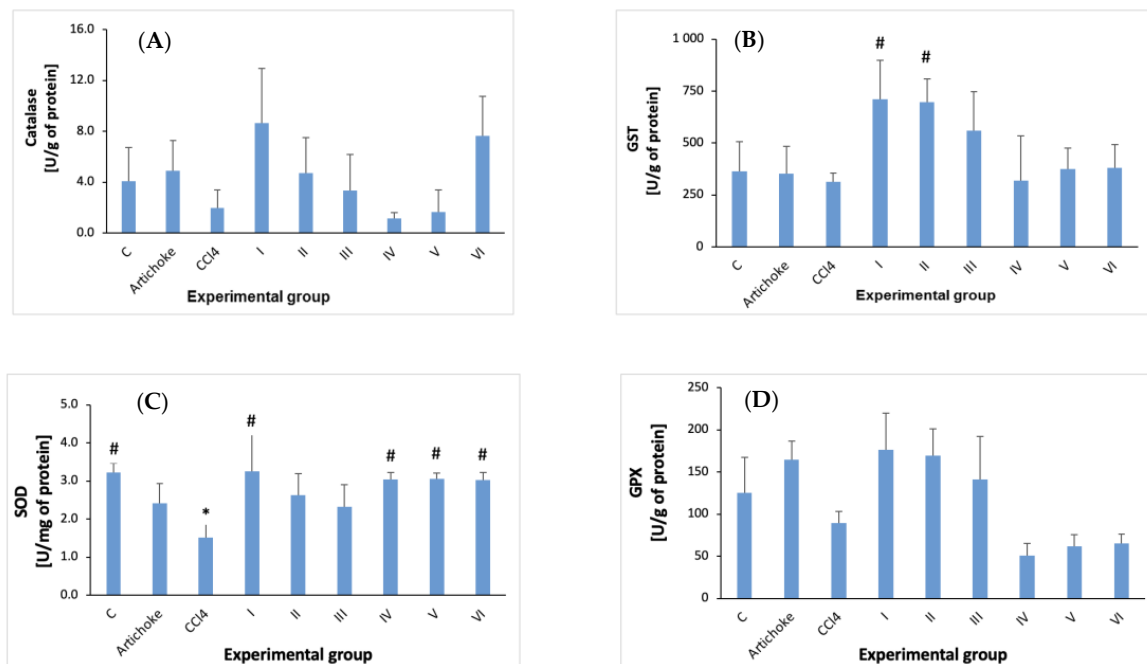 (A)
16.0
12.0
8.0
4.0
0.0
Catalase
[U/g of protein]
C
Artichoke
CCl4
I
II
III
IV
V
VI
Experimental group
(B)
# #
1 000
750
500
250
0
GST
[U/g of protein]
C
Artichoke
CCl4
I
II
III
IV
V
VI
Experimental group
(C)
# * # # # #
5.0
4.0
3.0
2.0
1.0
0.0
SOD
[U/mg of protein]
C
Artichoke
CCl4
I
II
III
IV
V
VI
Experimental group
(D)
250
200
150
100
50
0
GPX
[U/g of protein]
C
Artichoke
CCl4
I
II
III
IV
V
VI
Experimental group